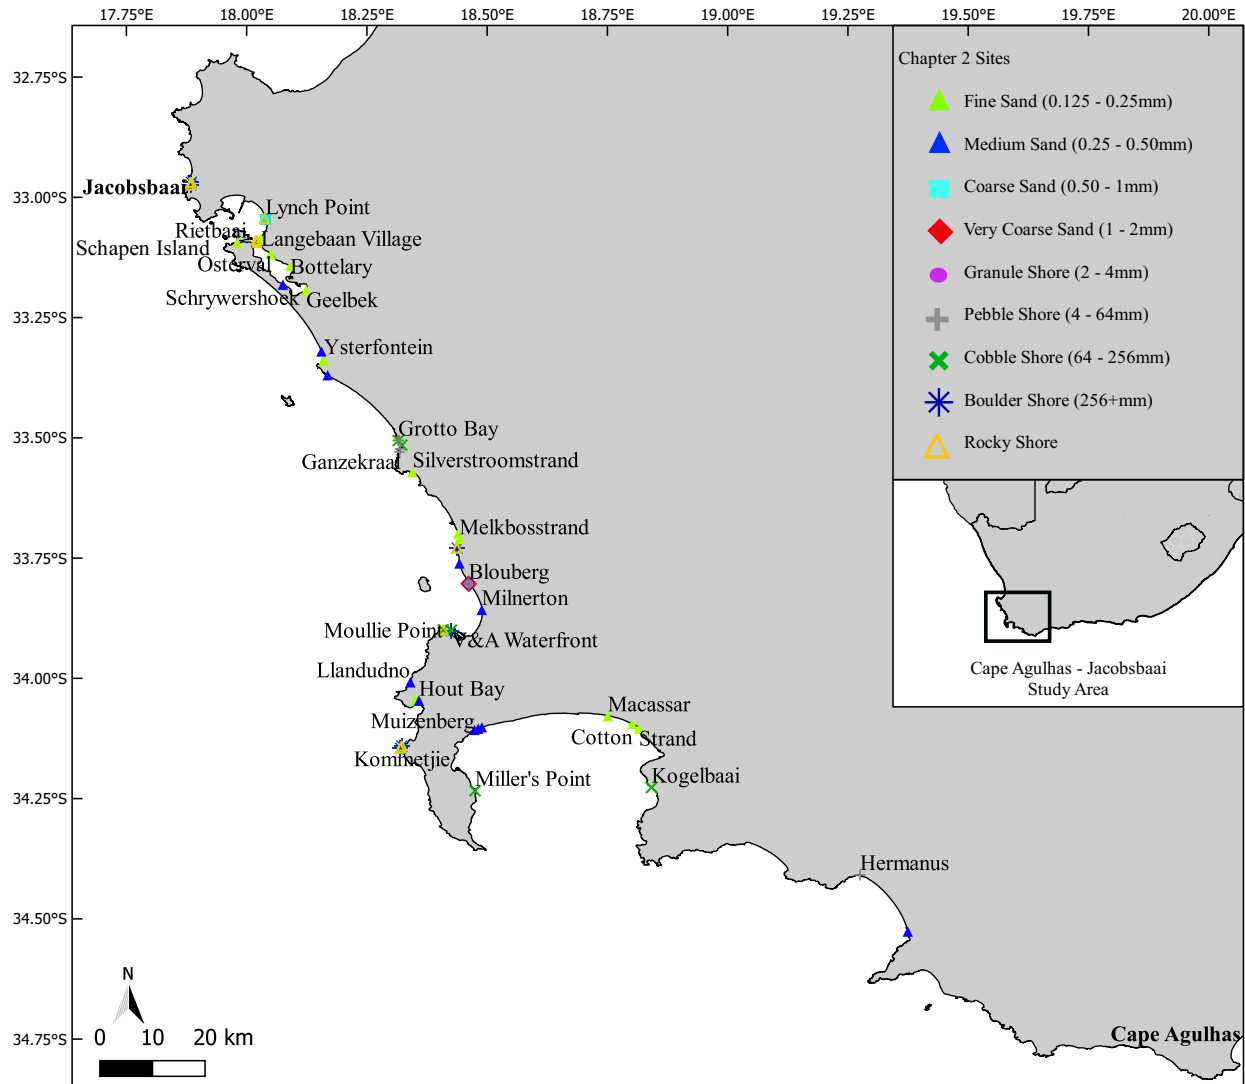 17.75°E 18.00°E 18.25°E 18.50°E 18.75°E 19.00°E 19.25°E 19.50°E 19.75°E 20.00°E
32.75°S
33.00°S
33.25°S
33.50°S
33.75°S
34.00°S
34.25°S
34.50°S
34.75°S
Chapter 2 Sites
Fine Sand (0.125 - 0.25mm)
Medium Sand (0.25 - 0.50mm)
Coarse Sand (0.50 - 1mm)
Very Coarse Sand (1 - 2mm)
Granule Shore (2 - 4mm)
Pebble Shore (4 - 64mm)
Cobble Shore (64 - 256mm)
Boulder Shore (256+mm)
Rocky Shore
Cape Agulhas - Jacobsbaai
Study Area
Jacobsbaai
Lynch Point
Rietbaai
Langebaan Village
Schapen Island
Osterval
Bottelary
Schrywershoek
Geelbek
Ysterfontein
Grotto Bay
Ganzekraal
Silverstroomstrand
Melkbosstrand
Blouberg
Milnerton
Moullie Point
V&A Waterfront
Llandudno
Hout Bay
Macassar
Muizenberg
Cotton
Strand
Kommetjie
Miller's Point
Kogelbaai
Hermanus
Cape Agulhas
N
0 10 20 km